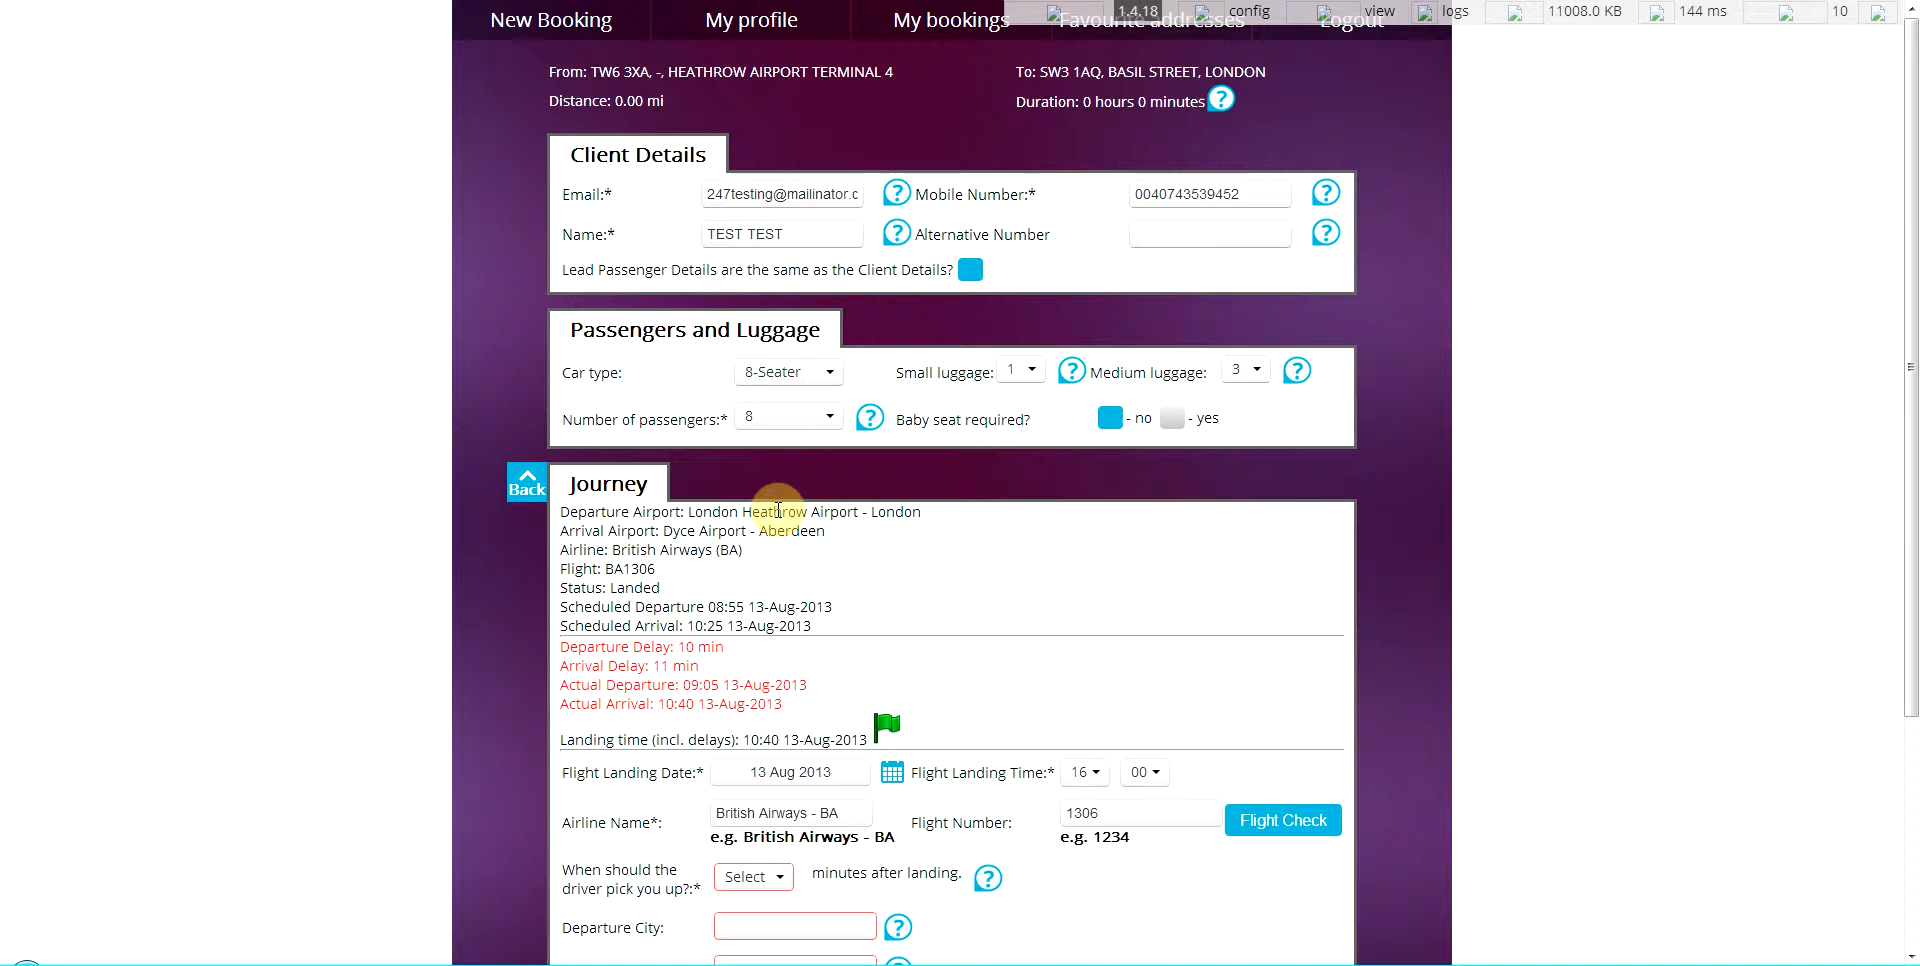 New Booking My profile My bookings Favourite addresses Logout
1.4.18 config view logs 11008.0 KB 144 ms 10
From: TW6 3XA, -, HEATHROW AIRPORT TERMINAL 4 To: SW3 1AQ, BASIL STREET, LONDON
Distance: 0.00 mi Duration: 0 hours 0 minutes ?
Client Details
Email:* 247testing@mailinator.c ? Mobile Number:* 0040743539452 ?
Name:* TEST TEST ? Alternative Number ?
Lead Passenger Details are the same as the Client Details?
Passengers and Luggage
Car type: 8-Seater Small luggage: 1 ? Medium luggage: 3 ?
Number of passengers:* 8 ? Baby seat required? - no - yes
Back Journey
Departure Airport: London Heathrow Airport - London
Arrival Airport: Dyce Airport - Aberdeen
Airline: British Airways (BA)
Flight: BA1306
Status: Landed
Scheduled Departure 08:55 13-Aug-2013
Scheduled Arrival: 10:25 13-Aug-2013
Departure Delay: 10 min
Arrival Delay: 11 min
Actual Departure: 09:05 13-Aug-2013
Actual Arrival: 10:40 13-Aug-2013
Landing time (incl. delays): 10:40 13-Aug-2013
Flight Landing Date:* 13 Aug 2013 Flight Landing Time:* 16 00
Airline Name*: British Airways - BA Flight Number: 1306 Flight Check
e.g. British Airways - BA e.g. 1234
When should the
driver pick you up?:* Select minutes after landing. ?
Departure City: ?